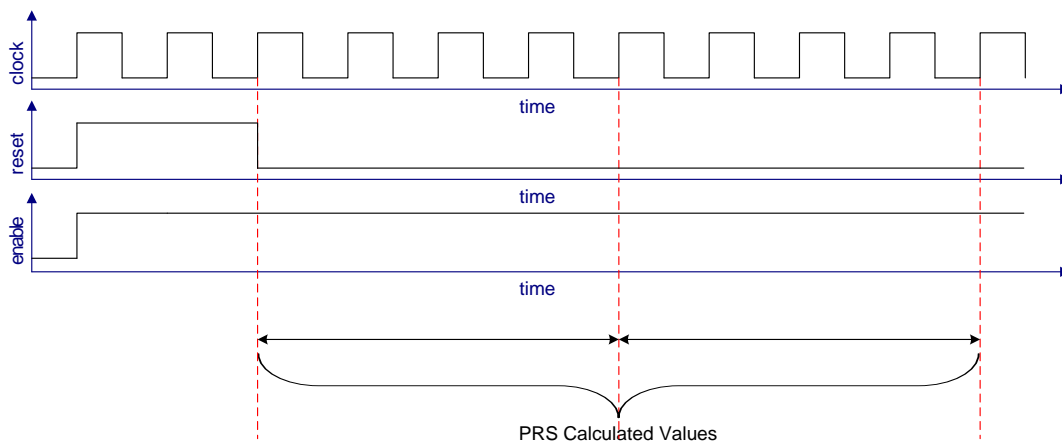 clock
time
reset
time
enable
time
PRS Calculated Values